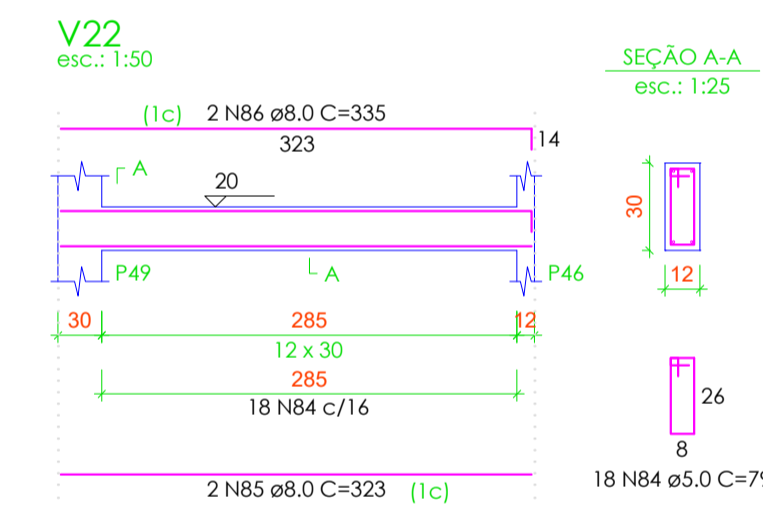 V22
esc.: 1:50
SEÇÃO A-A
esc.: 1:25
(1c) 2 N86 ø8.0 C=335
323
14
A
20
30
P49
A
P46
12
30 285 12
12 x 30
285
18 N84 c/16
26
8
18 N84 ø5.0
2 N85 ø8.0 C=323 (1c)